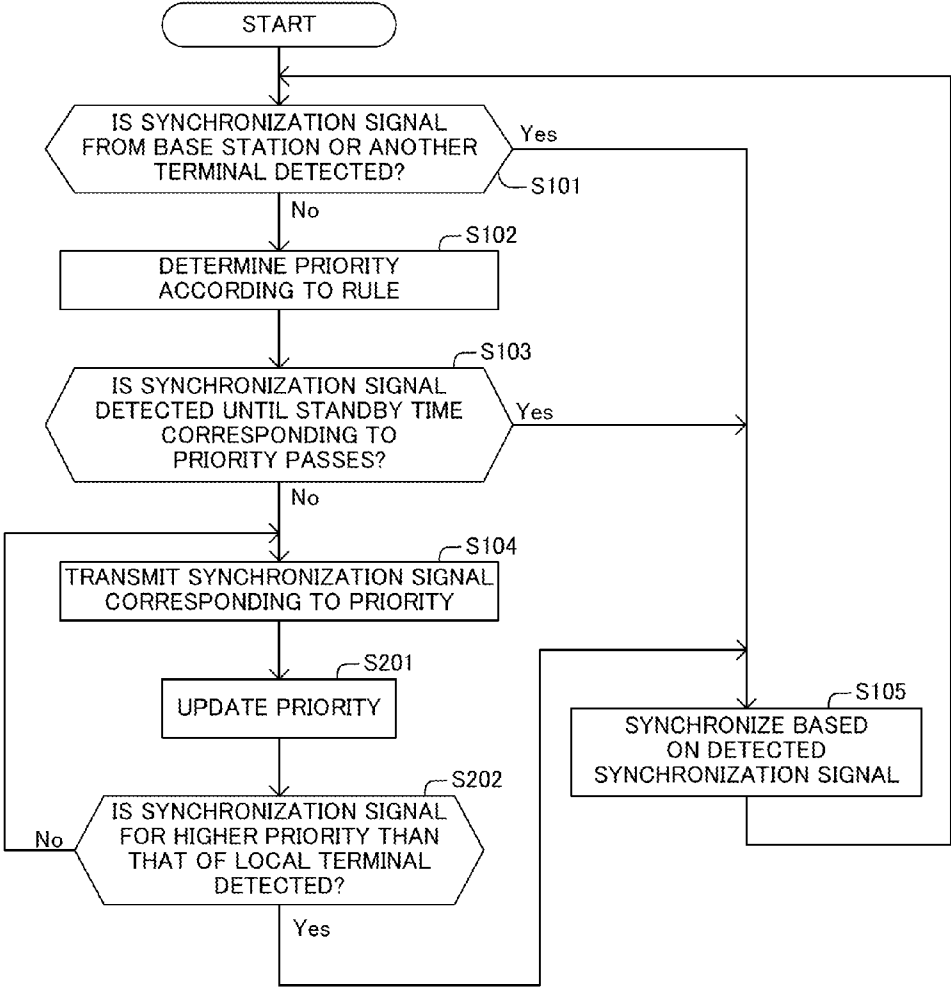 START
IS SYNCHRONIZATION SIGNAL
FROM BASE STATION OR ANOTHER
TERMINAL DETECTED?
Yes
S101
No
S102
DETERMINE PRIORITY
ACCORDING TO RULE
S103
IS SYNCHRONIZATION SIGNAL
DETECTED UNTIL STANDBY TIME
CORRESPONDING TO
PRIORITY PASSES?
Yes
No
S104
TRANSMIT SYNCHRONIZATION SIGNAL
CORRESPONDING TO PRIORITY
S201
UPDATE PRIORITY
S105
SYNCHRONIZE BASED
ON DETECTED
SYNCHRONIZATION SIGNAL
S202
IS SYNCHRONIZATION SIGNAL
FOR HIGHER PRIORITY THAN
THAT OF LOCAL TERMINAL
DETECTED?
No
Yes